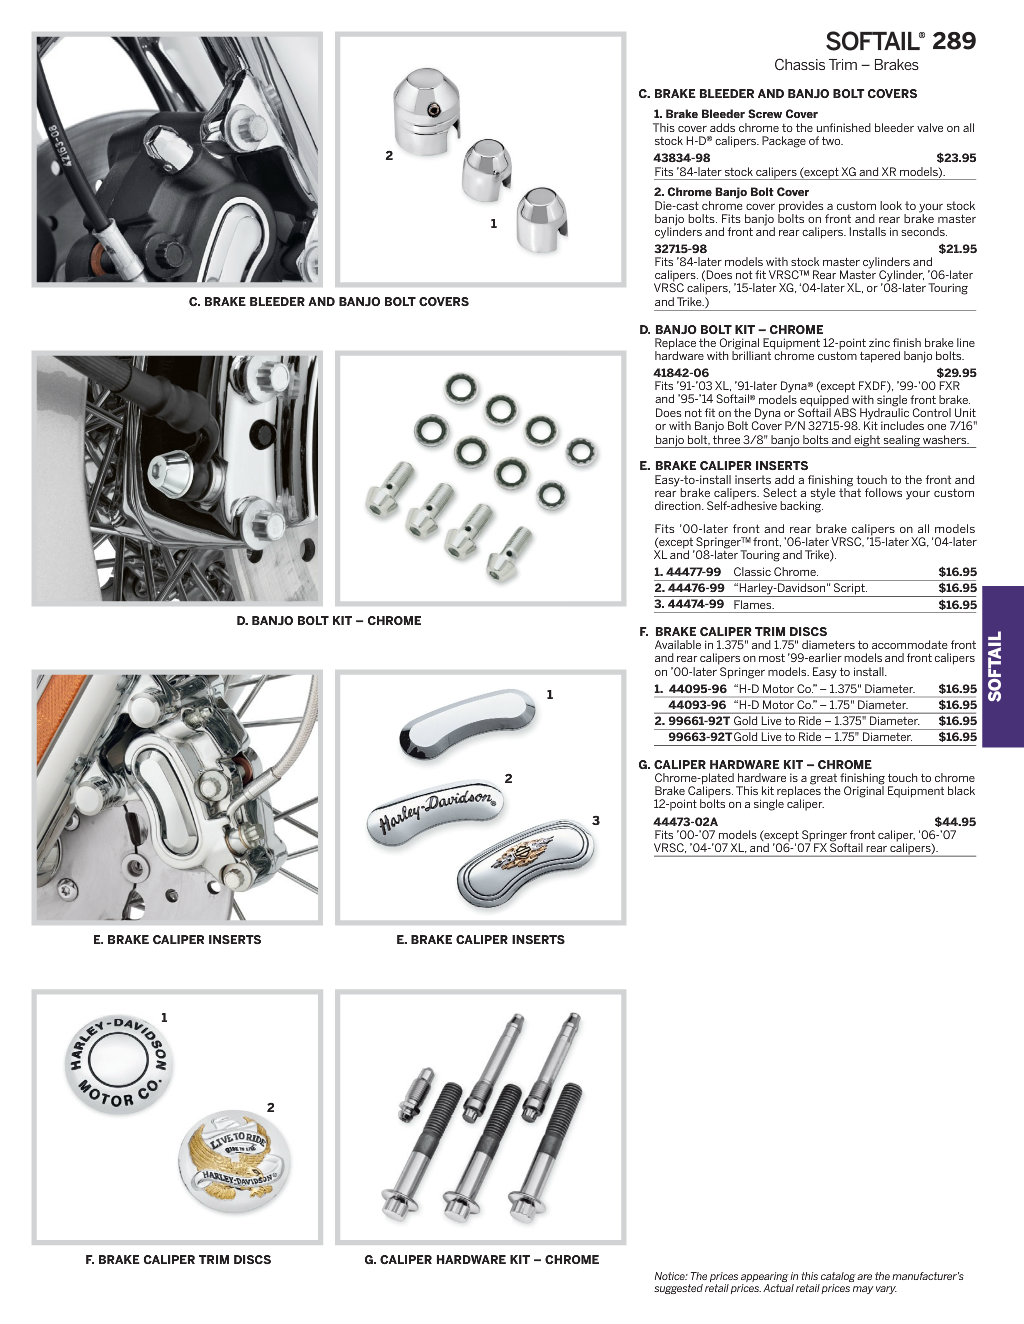 SOFTAIL® 289
Chassis Trim – Brakes
42163-08
2
1
C. BRAKE BLEEDER AND BANJO BOLT COVERS
D. BANJO BOLT KIT – CHROME
1
2
Harley-Davidson®
3
E. BRAKE CALIPER INSERTS
E. BRAKE CALIPER INSERTS
1
HARLEY-DAVIDSON
MOTOR CO.
2
LIVE TO RIDE
RIDE TO LIVE
HARLEY-DAVIDSON
F. BRAKE CALIPER TRIM DISCS
G. CALIPER HARDWARE KIT – CHROME
C. BRAKE BLEEDER AND BANJO BOLT COVERS
1. Brake Bleeder Screw Cover
This cover adds chrome to the unfinished bleeder valve on all
stock H-D® calipers. Package of two.
43834-98 $23.95
Fits ’84-later stock calipers (except XG and XR models).
2. Chrome Banjo Bolt Cover
Die-cast chrome cover provides a custom look to your stock
banjo bolts. Fits banjo bolts on front and rear brake master
cylinders and front and rear calipers. Installs in seconds.
32715-98 $21.95
Fits ’84-later models with stock master cylinders and
calipers. (Does not fit VRSC™ Rear Master Cylinder, ’06-later
VRSC calipers, ’15-later XG, ‘04-later XL, or ’08-later Touring
and Trike.)
D. BANJO BOLT KIT – CHROME
Replace the Original Equipment 12-point zinc finish brake line
hardware with brilliant chrome custom tapered banjo bolts.
41842-06 $29.95
Fits ’91-’03 XL, ’91-later Dyna® (except FXDF), ’99-‘00 FXR
and ’95-’14 Softail® models equipped with single front brake.
Does not fit on the Dyna or Softail ABS Hydraulic Control Unit
or with Banjo Bolt Cover P/N 32715-98. Kit includes one 7/16"
banjo bolt, three 3/8" banjo bolts and eight sealing washers.
E. BRAKE CALIPER INSERTS
Easy-to-install inserts add a finishing touch to the front and
rear brake calipers. Select a style that follows your custom
direction. Self-adhesive backing.
Fits ‘00-later front and rear brake calipers on all models
(except Springer™ front, ’06-later VRSC, ’15-later XG, ‘04-later
XL and ’08-later Touring and Trike).
1. 44477-99 Classic Chrome. $16.95
2. 44476-99 “Harley-Davidson” Script. $16.95
3. 44474-99 Flames. $16.95
F. BRAKE CALIPER TRIM DISCS
Available in 1.375" and 1.75" diameters to accommodate front
and rear calipers on most ’99-earlier models and front calipers
on ’00-later Springer models. Easy to install.
1. 44095-96 “H-D Motor Co.” – 1.375" Diameter. $16.95
44093-96 “H-D Motor Co.” – 1.75" Diameter. $16.95
2. 99661-92T Gold Live to Ride – 1.375" Diameter. $16.95
99663-92T Gold Live to Ride – 1.75" Diameter. $16.95
G. CALIPER HARDWARE KIT – CHROME
Chrome-plated hardware is a great finishing touch to chrome
Brake Calipers. This kit replaces the Original Equipment black
12-point bolts on a single caliper.
44473-02A $44.95
Fits ’00-’07 models (except Springer front caliper, ‘06-’07
VRSC, ’04-’07 XL, and ’06-‘07 FX Softail rear calipers).
SOFTAIL
Notice: The prices appearing in this catalog are the manufacturer’s
suggested retail prices. Actual retail prices may vary.